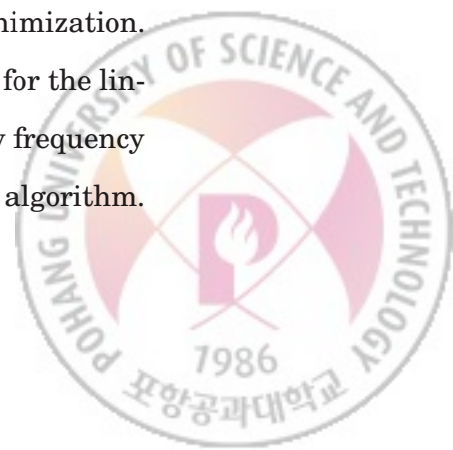 nimization.
for the lin-
frequency
algorithm.
POHANG UNIVERSITY OF SCIENCE AND TECHNOLOGY
P
1986
포항공과대학교